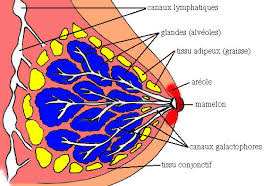 canaux lymphatiques
glandes (alvéoles)
tissu adipeux (graisse)
aréole
mamelon
canaux galactophores
tissu conjonctif